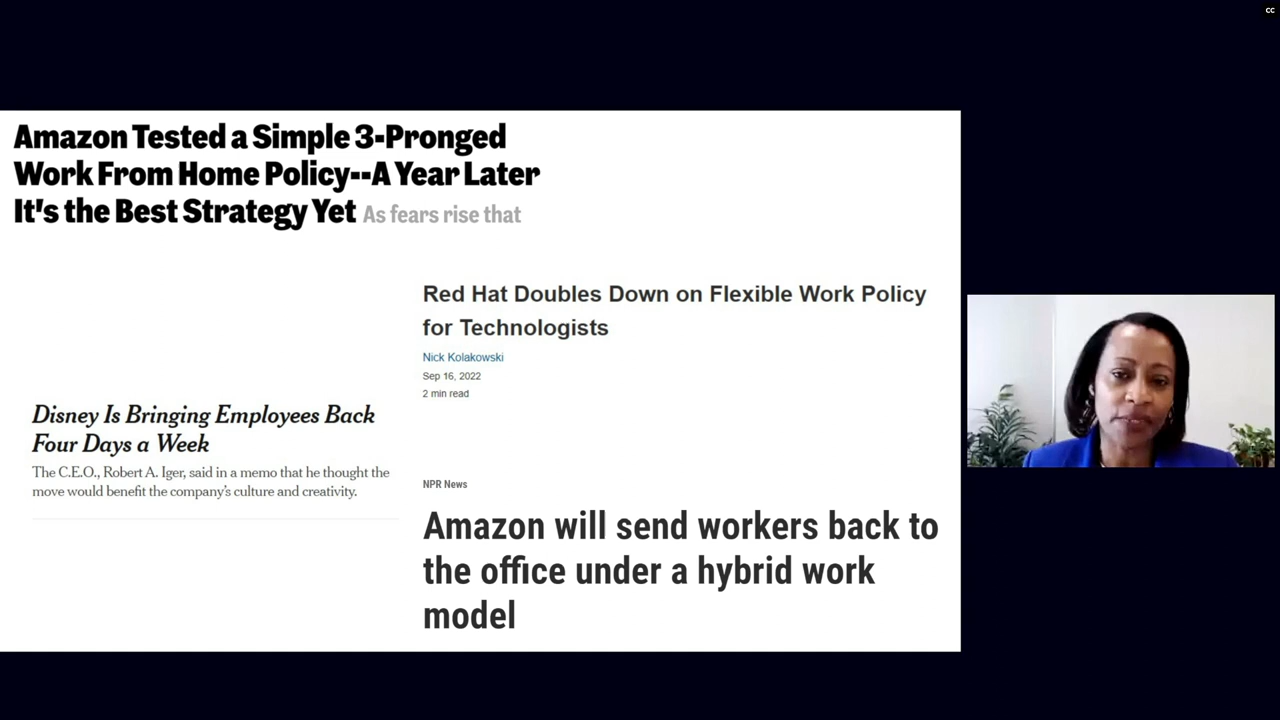 CC
Amazon Tested a Simple 3-Pronged
Work From Home Policy--A Year Later
It's the Best Strategy Yet As fears rise that
Red Hat Doubles Down on Flexible Work Policy
for Technologists
Nick Kolakowski
Sep 16, 2022
2 min read
Disney Is Bringing Employees Back
Four Days a Week
The C.E.O., Robert A. Iger, said in a memo that he thought the
move would benefit the company’s culture and creativity.
NPR News
Amazon will send workers back to
the office under a hybrid work
model